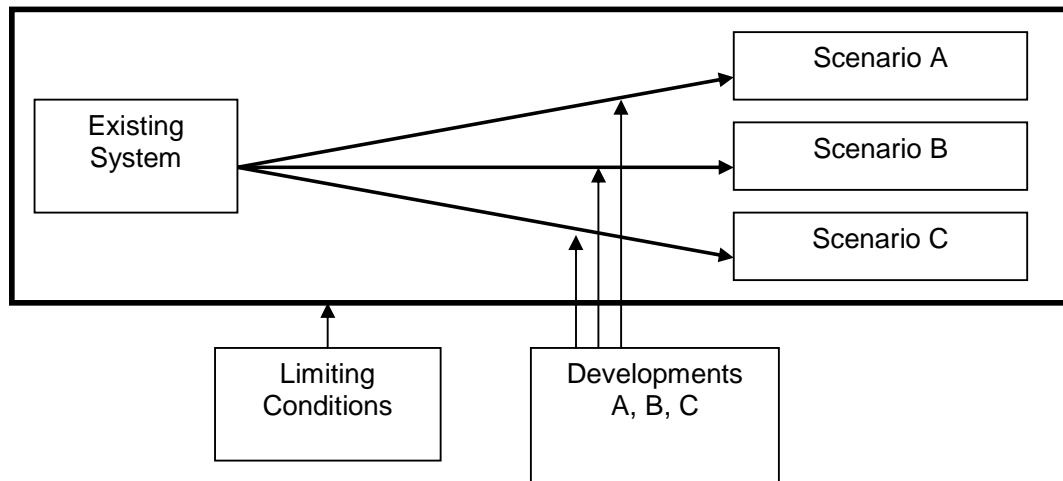 Existing
System
Scenario A
Scenario B
Scenario C
Limiting
Conditions
Developments
A, B, C